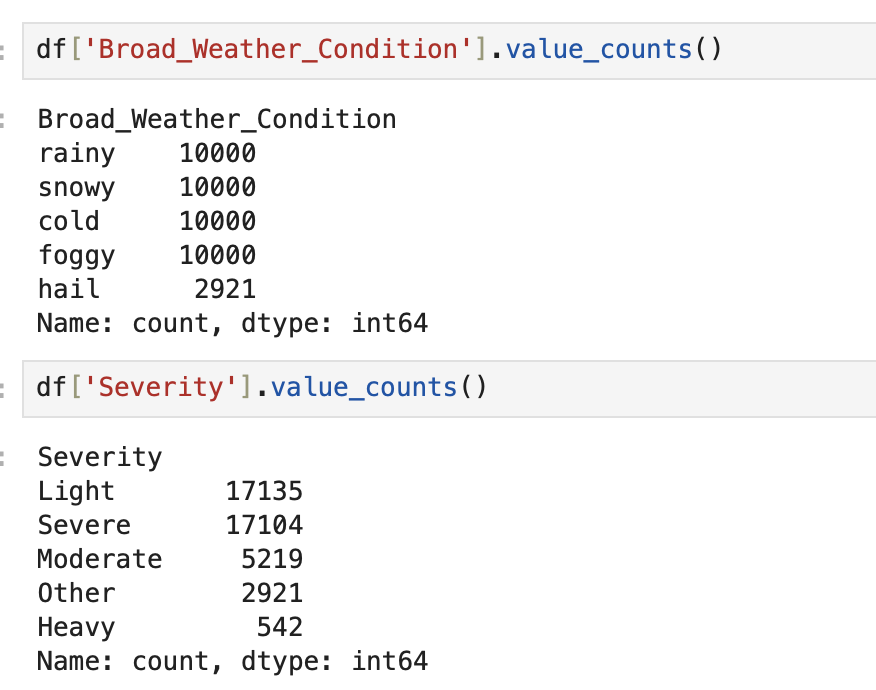 df['Broad_Weather_Condition'].value_counts()
Broad_Weather_Condition
rainy    10000
snowy    10000
cold     10000
foggy    10000
hail      2921
Name: count, dtype: int64
df['Severity'].value_counts()
Severity
Light       17135
Severe      17104
Moderate     5219
Other        2921
Heavy         542
Name: count, dtype: int64